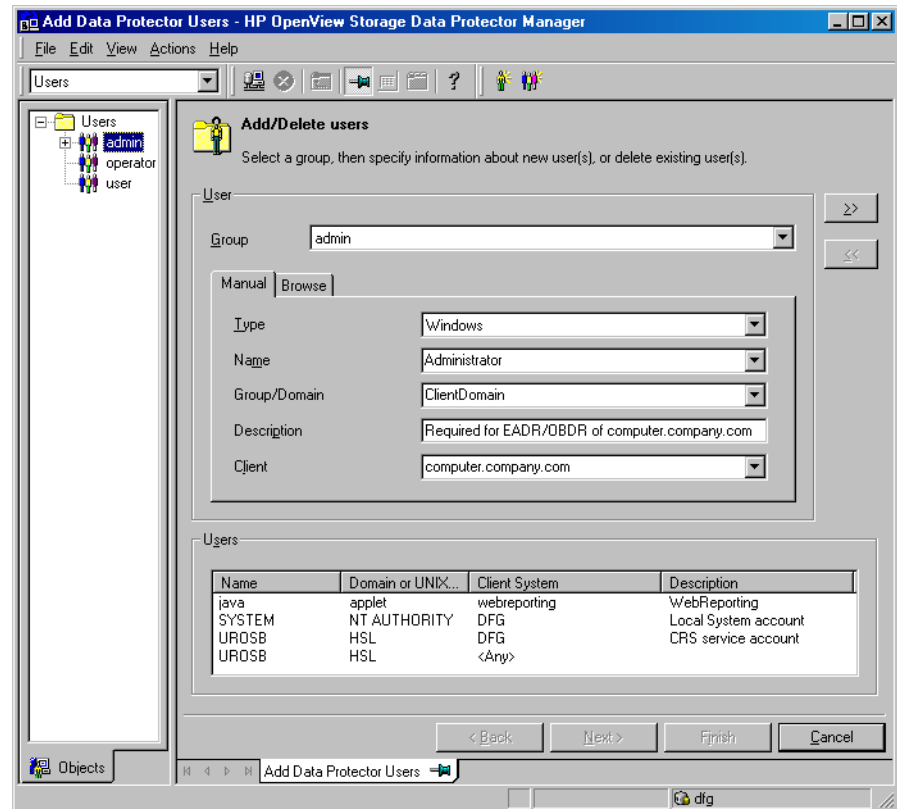 Add Data Protector Users - HP OpenView Storage Data Protector Manager
File Edit View Actions Help
Users
Users
admin
operator
user
Add/Delete users
Select a group, then specify information about new user(s), or delete existing user(s).
User
>>
Group admin
<<
Manual Browse
Type Windows
Name Administrator
Group/Domain ClientDomain
Description Required for EADR/OBDR of computer.company.com
Client computer.company.com
Users
Name Domain or UNIX... Client System Description
java applet webreporting WebReporting
SYSTEM NT AUTHORITY DFG Local System account
UROSB HSL DFG CRS service account
UROSB HSL <Any>
< Back Next > Finish Cancel
Objects Add Data Protector Users
dfg